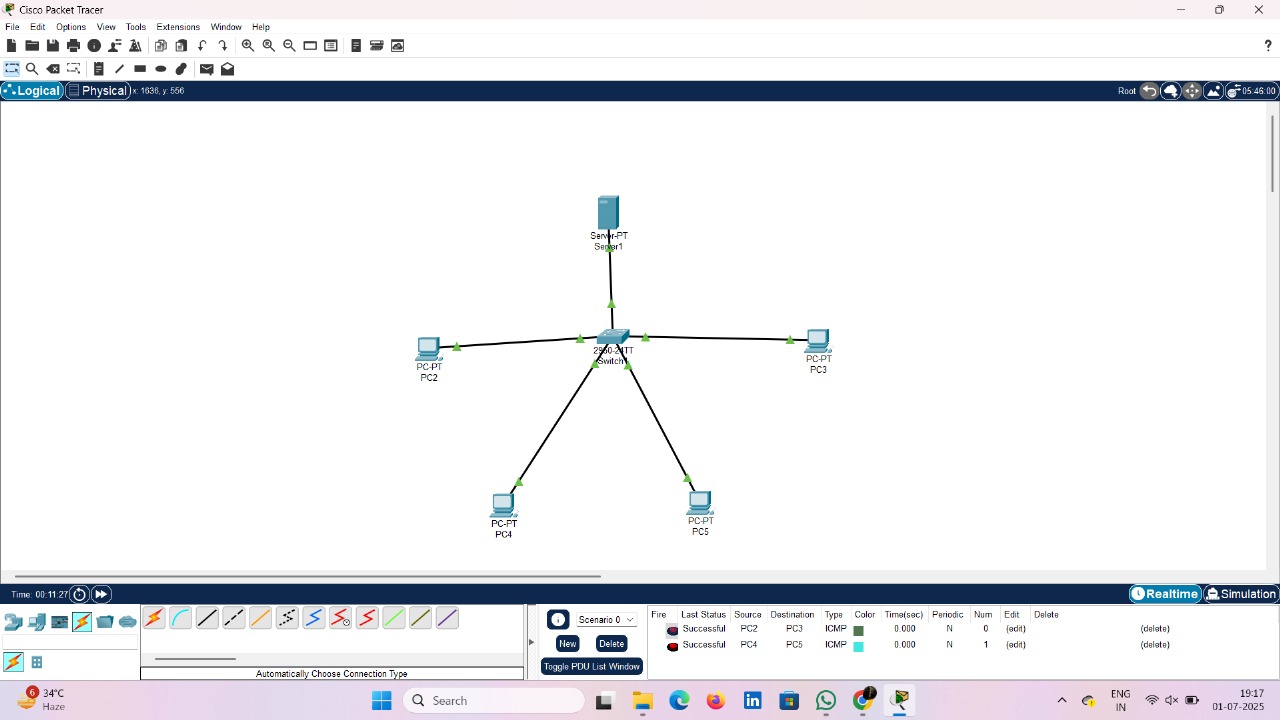 Cisco Packet Tracer
File Edit Options View Tools Extensions Window Help
?
Logical Physical x: 1636, y: 556 Root 05:46:00
Server-PT
Server1
2960-24TT
Switch1
PC-PT
PC2
PC-PT
PC3
PC-PT
PC4
PC-PT
PC5
Time: 00:11:27 Realtime Simulation
Scenario 0
New Delete
Toggle PDU List Window
Fire Last Status Source Destination Type Color Time(sec) Periodic Num Edit Delete
Successful PC2 PC3 ICMP 0.000 N 0 (edit) (delete)
Successful PC4 PC5 ICMP 0.000 N 1 (edit) (delete)
Automatically Choose Connection Type
6 34°C
Haze
Search
ENG
IN
19:17
01-07-2025